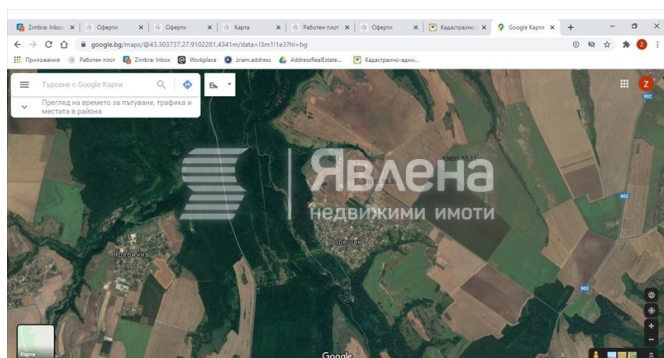 Zimbra: Inbox
Оферти
Оферти
Карта
Работен плот
Оферти
Кадастрално-
Google Карти
google.bg/maps/@43.303737,27.9102281,4341m/data=!3m1!1e3?hl=bg
Приложения
Работен плот
Zimbra: Inbox
Workplace
znam.address
AddressRealEstate...
Кадастрално-адми...
Търсене с Google Карти
Преглед на времето за пътуване, трафика и
местата в района
Z
902
Явлена
недвижими имоти
902
902
Карта
Google